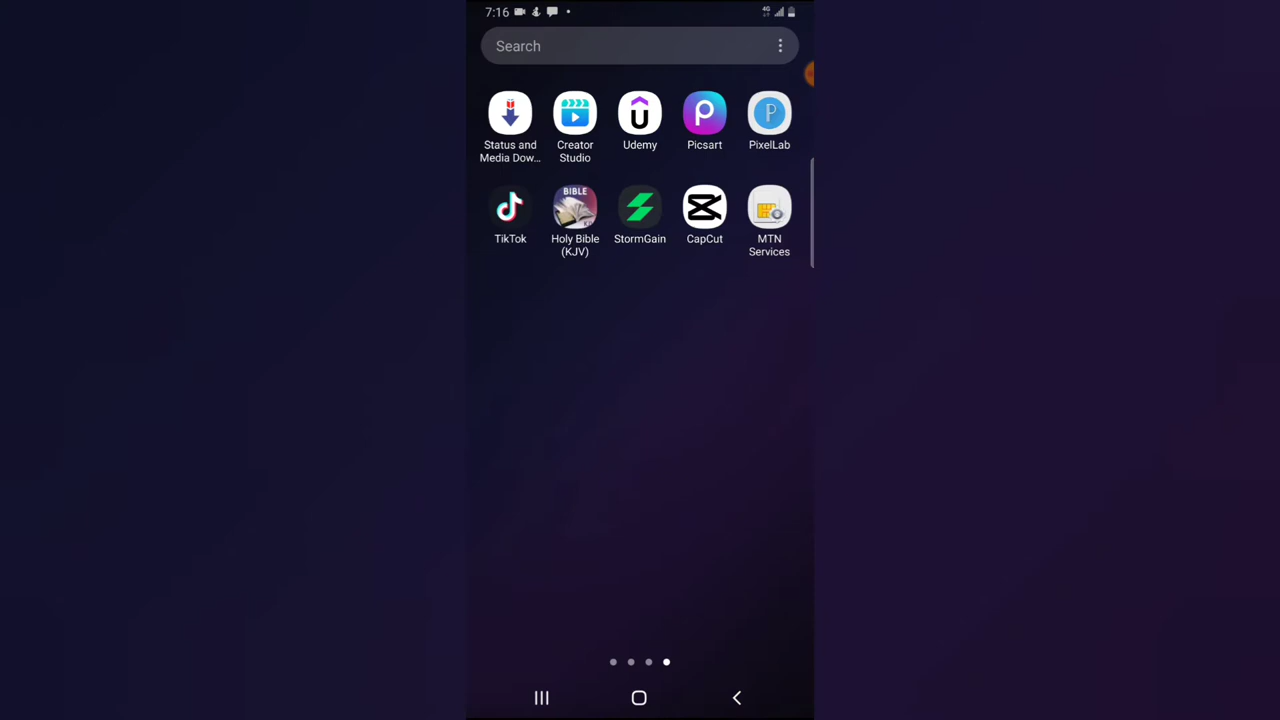 7:16
4G
Search
Status and
Media Dow...
Creator
Studio
Udemy
Picsart
PixelLab
TikTok
BIBLE
Holy Bible
(KJV)
StormGain
CapCut
MTN
Services